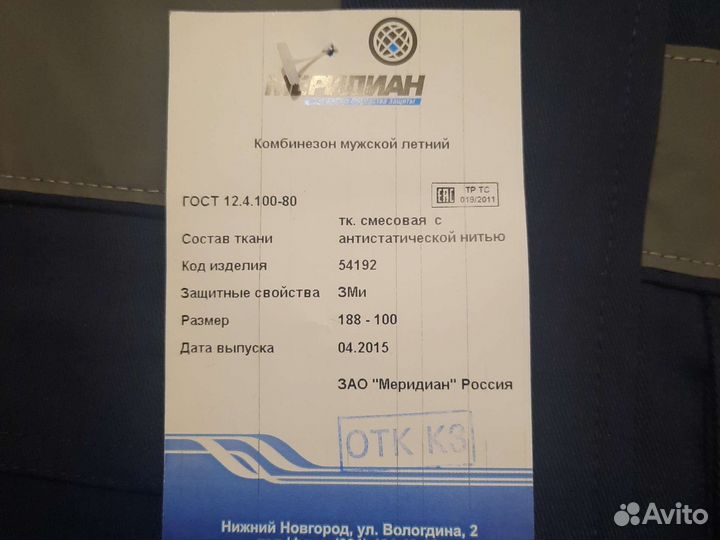 МЕРИДИАН
Комбинезон мужской летний
ГОСТ 12.4.100-80
EAC
ТР ТС
019/2011
Состав ткани тк. смесовая с
антистатической нитью
Код изделия 54192
Защитные свойства ЗМи
Размер 188 - 100
Дата выпуска 04.2015
ЗАО "Меридиан" Россия
ОТК К3
Нижний Новгород, ул. Вологдина, 2
Avito